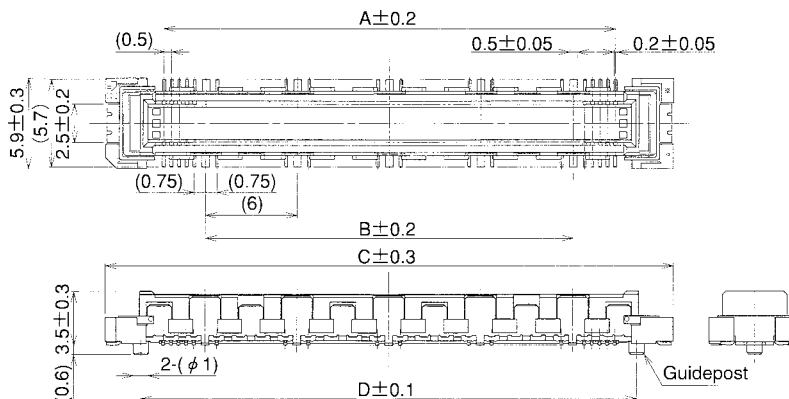 A±0.2
(0.5)
0.5±0.05
0.2±0.05
5.9±0.3
(5.7)
2.5±0.2
(0.75)
(0.75)
(6)
B±0.2
C±0.3
3.5±0.3
(0.6)
2-(φ1)
D±0.1
Guidepost